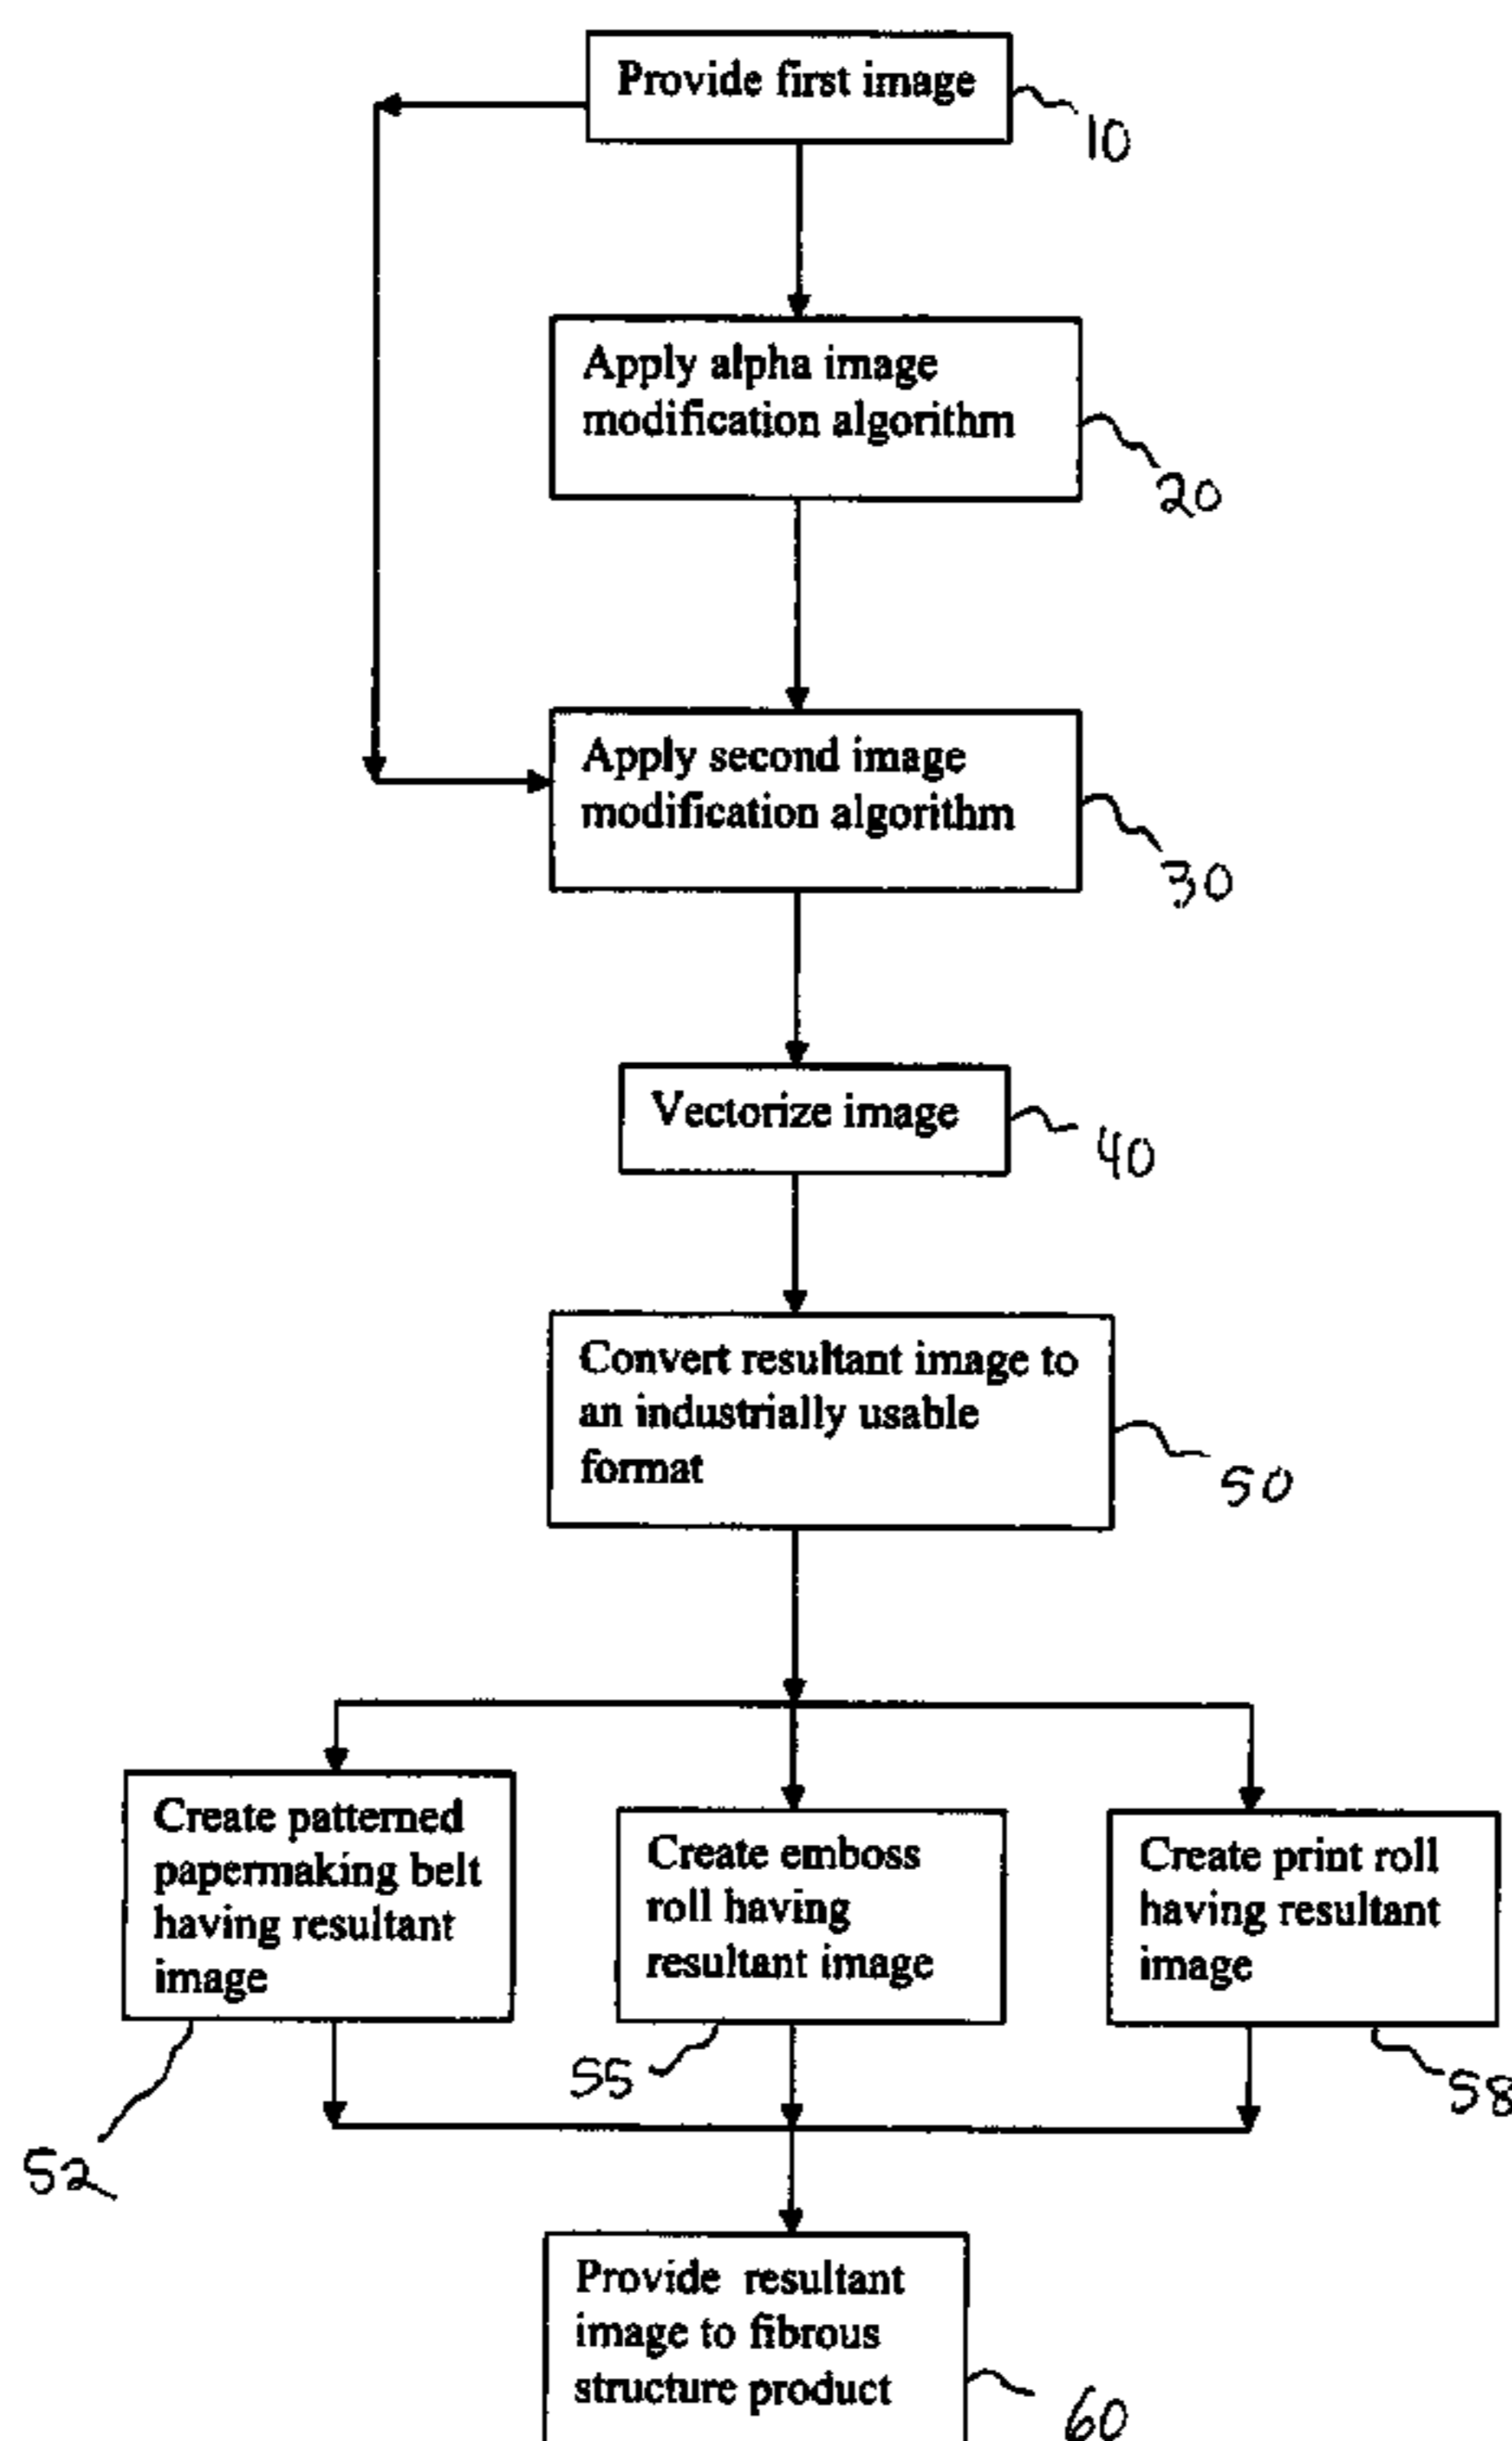 Provide first image
10
Apply alpha image
modification algorithm
20
Apply second image
modification algorithm
30
Vectorize image
40
Convert resultant image to
an industrially usable
format
50
Create patterned
papermaking belt
having resultant
image
52
Create emboss
roll having
resultant image
55
Create print roll
having resultant
image
58
Provide resultant
image to fibrous
structure product
60